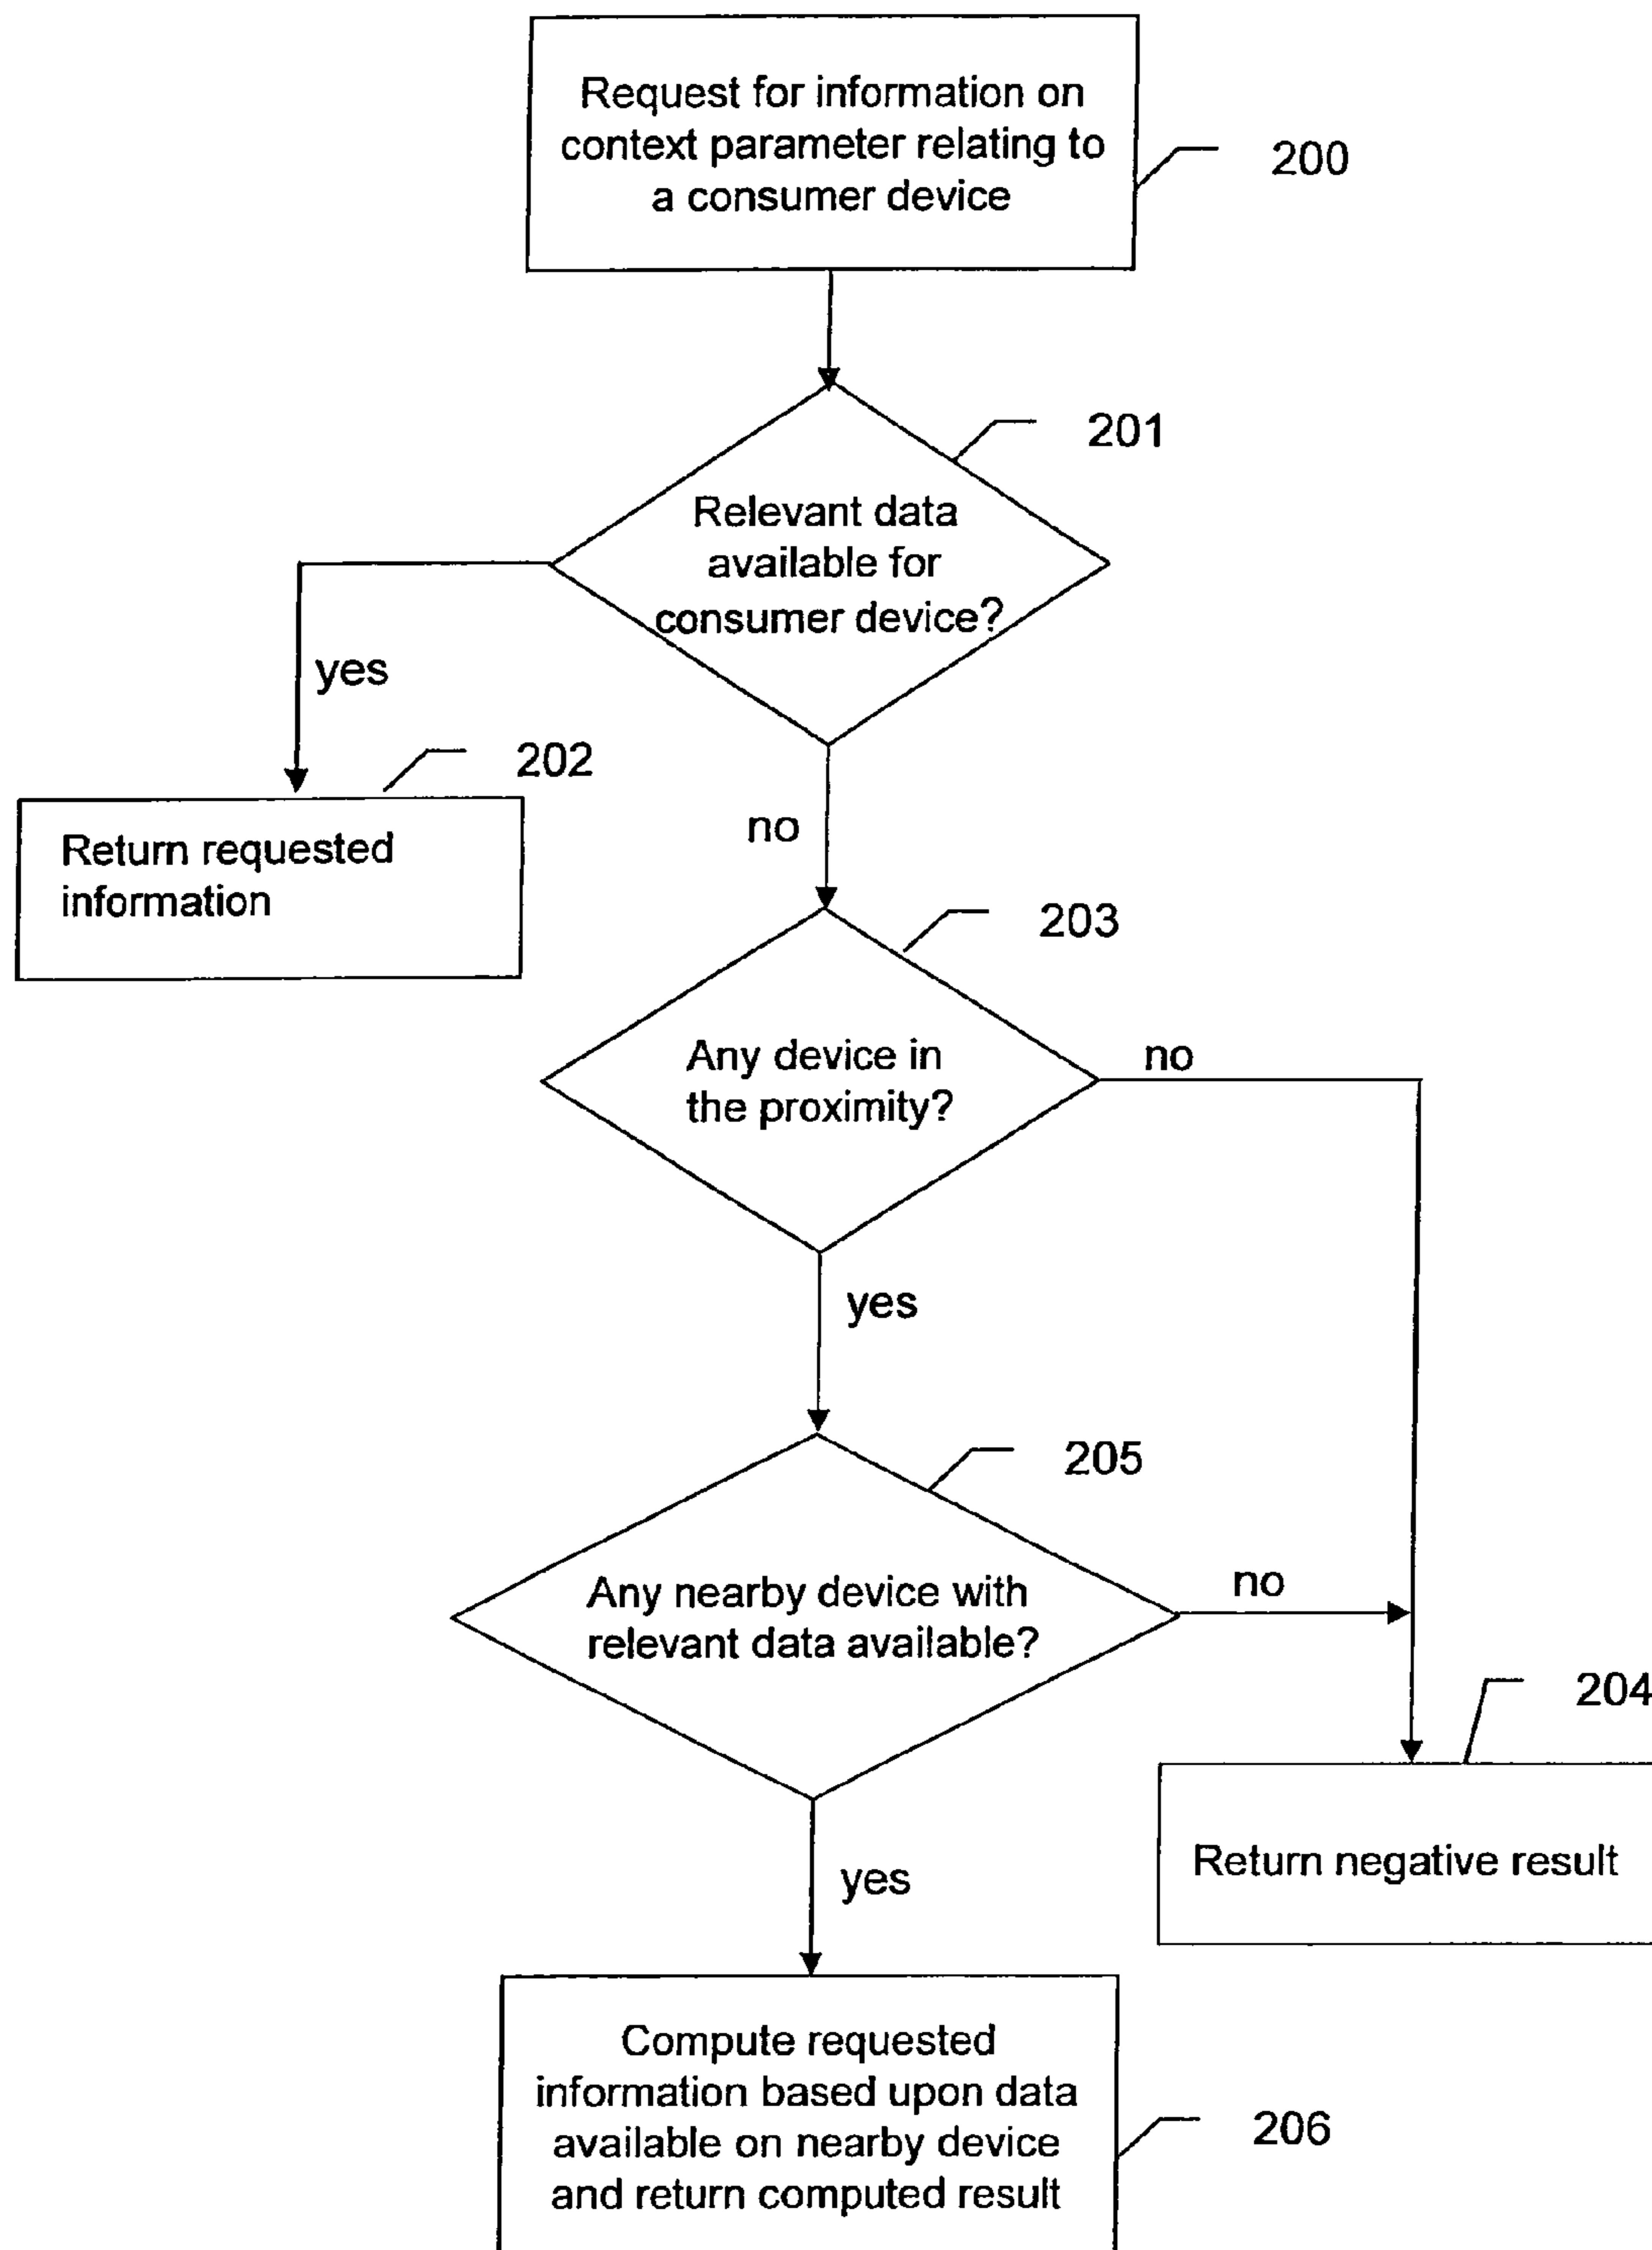 Request for information on
context parameter relating to
a consumer device
200
201
Relevant data
available for
consumer device?
yes
202
Return requested
information
no
203
Any device in
the proximity?
no
yes
205
Any nearby device with
relevant data available?
no
204
Return negative result
yes
Compute requested
information based upon data
available on nearby device
and return computed result
206